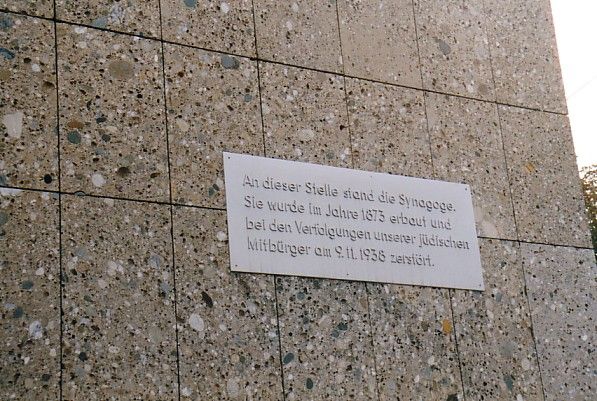 An dieser Stelle stand die Synagoge.
Sie wurde im Jahre 1873 erbaut und
bei den Verfolgungen unserer jüdischen
Mitbürger am 9.11.1938 zerstört.